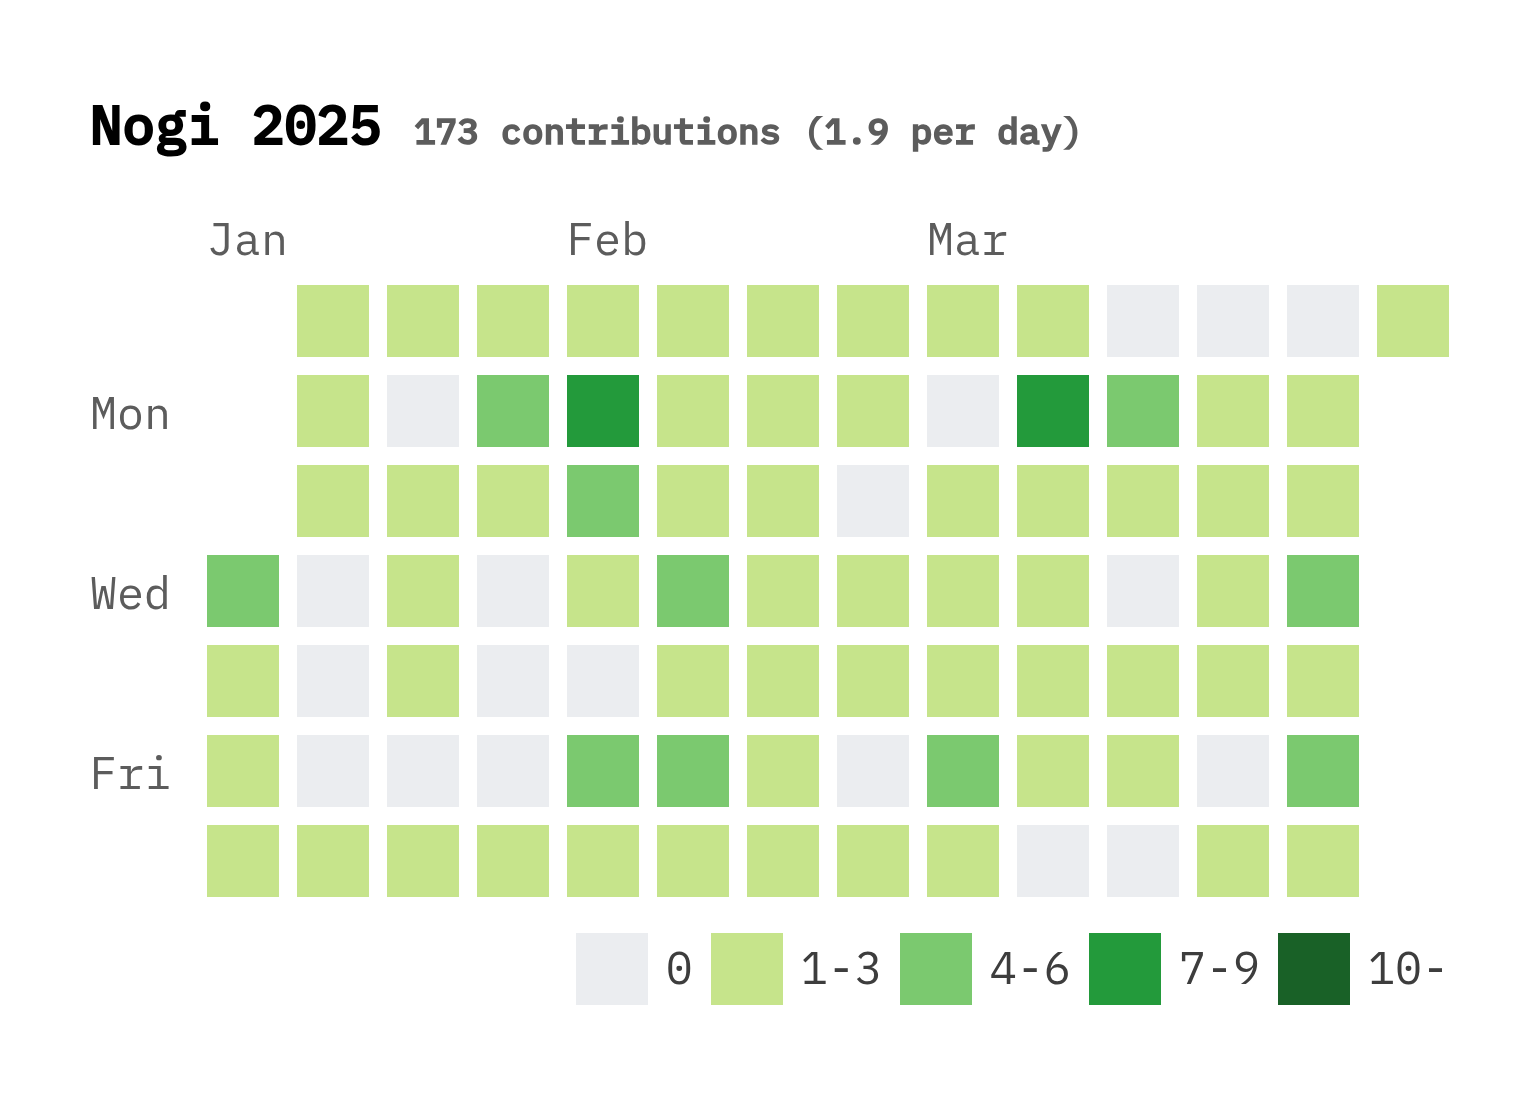 Nogi 2025 173 contributions (1.9 per day)
Jan Feb Mar
Mon
Wed
Fri
0 1-3 4-6 7-9 10-